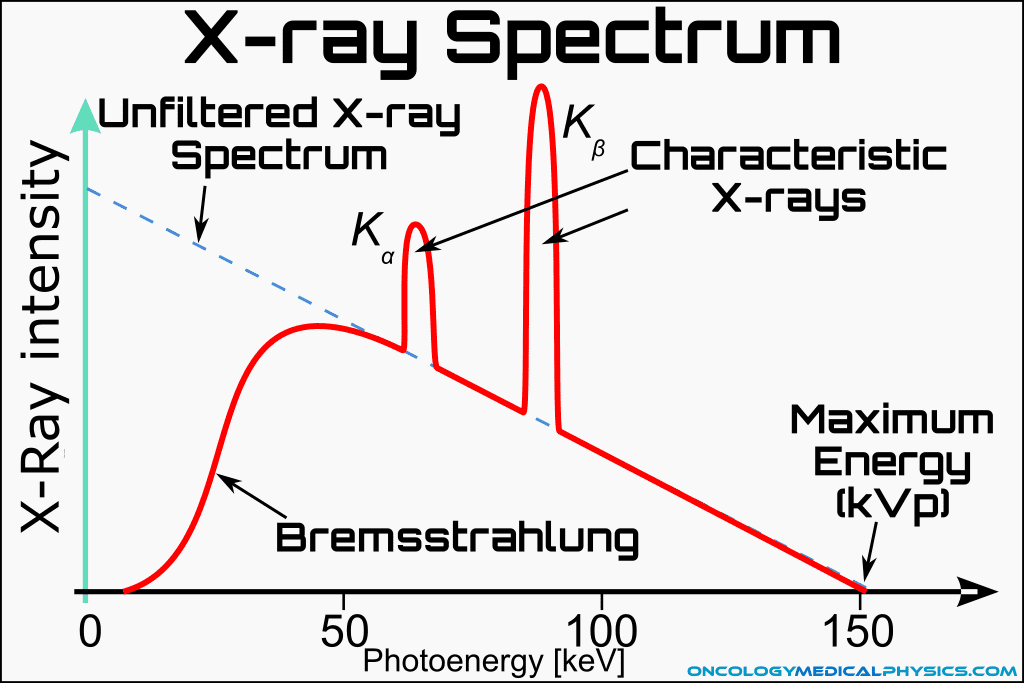 X-ray Spectrum
Unfiltered X-ray
Spectrum
Kα
Kβ
Characteristic
X-rays
X-Ray intensity
Maximum
Energy
(kVp)
Bremsstrahlung
0 50 100 150
Photoenergy [keV]
ONCOLOGYMEDICALPHYSICS.COM